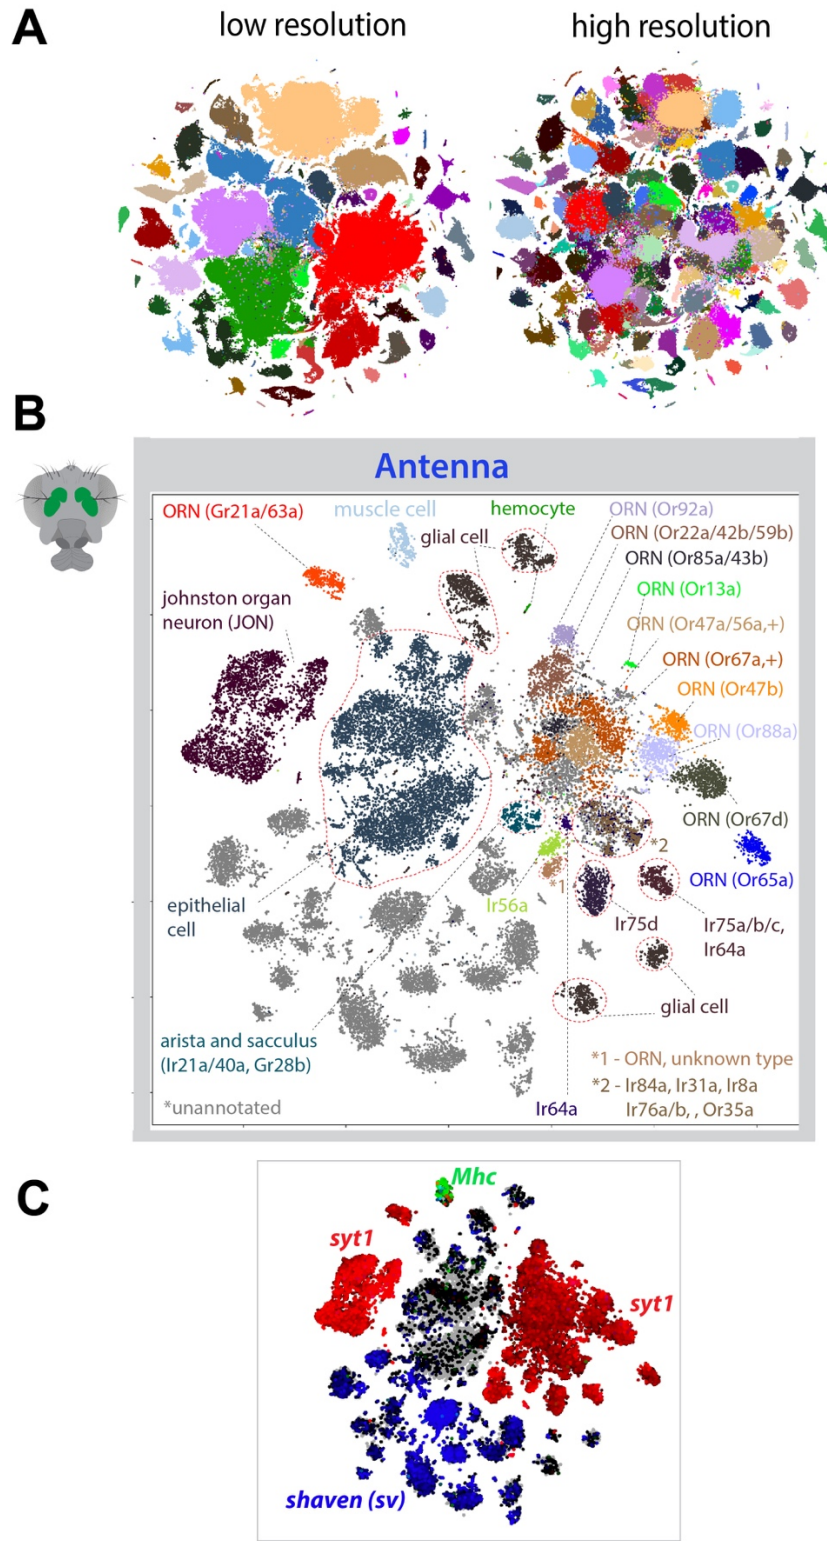 A
low resolution
high resolution
B
Antenna
ORN (Gr21a/63a)
muscle cell
hemocyte
glial cell
ORN (Or92a)
ORN (Or22a/42b/59b)
ORN (Or85a/43b)
johnston organ
neuron (JON)
ORN (Or13a)
ORN (Or47a/56a,+)
ORN (Or67a,+)
ORN (Or47b)
ORN (Or88a)
ORN (Or67d)
*2
*1
ORN (Or65a)
epithelial
cell
Ir56a
Ir75d
Ir75a/b/c,
Ir64a
glial cell
arista and sacculus
(Ir21a/40a, Gr28b)
*1 - ORN, unknown type
*2 - Ir84a, Ir31a, Ir8a
Ir76a/b, , Or35a
*unannotated
Ir64a
C
Mhc
syt1
syt1
shaven (sv)